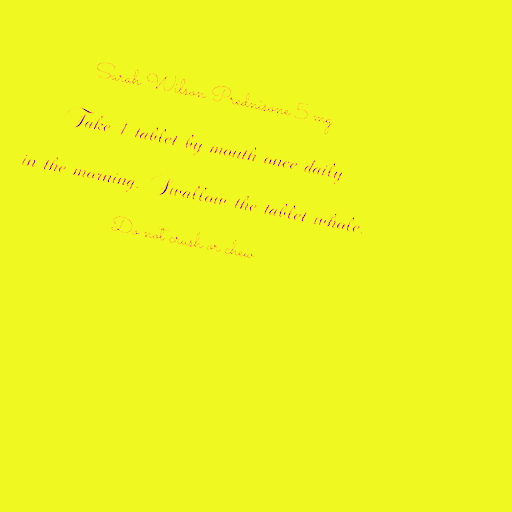 Sarah Wilson Prednisone 5 mg
Take 1 tablet by mouth once daily
in the morning. Swallow the tablet whole.
Do not crush or chew